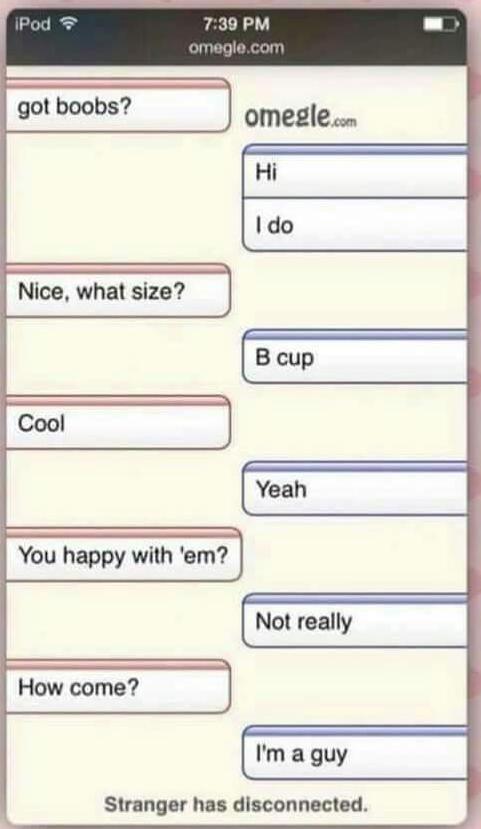 iPod 7:39 PM
omegle.com
got boobs?
omegle.com
Hi
I do
Nice, what size?
B cup
Cool
Yeah
You happy with 'em?
Not really
How come?
I'm a guy
Stranger has disconnected.